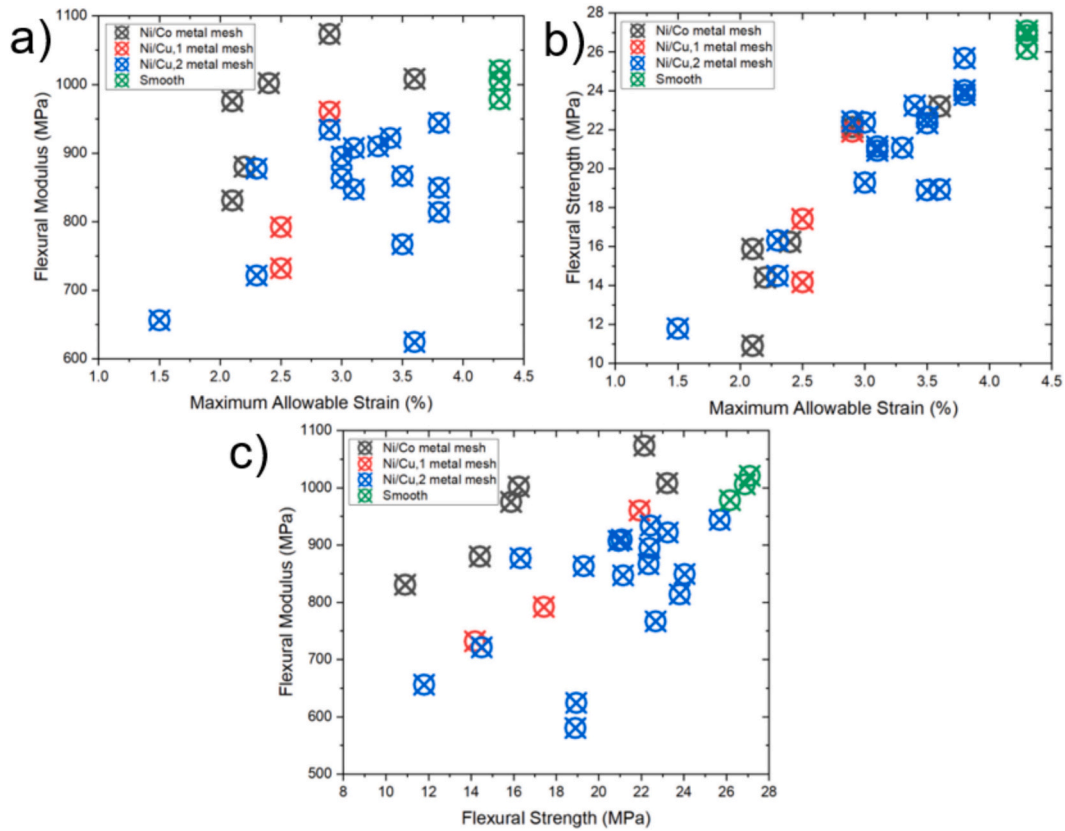 a)
Ni/Co metal mesh
Ni/Cu,1 metal mesh
Ni/Cu,2 metal mesh
Smooth
1100
1000
900
800
700
600
Flexural Modulus (MPa)
1.0 1.5 2.0 2.5 3.0 3.5 4.0 4.5
Maximum Allowable Strain (%)
b)
Ni/Co metal mesh
Ni/Cu,1 metal mesh
Ni/Cu,2 metal mesh
Smooth
28
26
24
22
20
18
16
14
12
10
Flexural Strength (MPa)
1.0 1.5 2.0 2.5 3.0 3.5 4.0 4.5
Maximum Allowable Strain (%)
c)
Ni/Co metal mesh
Ni/Cu,1 metal mesh
Ni/Cu,2 metal mesh
Smooth
1100
1000
900
800
700
600
500
Flexural Modulus (MPa)
8 10 12 14 16 18 20 22 24 26 28
Flexural Strength (MPa)